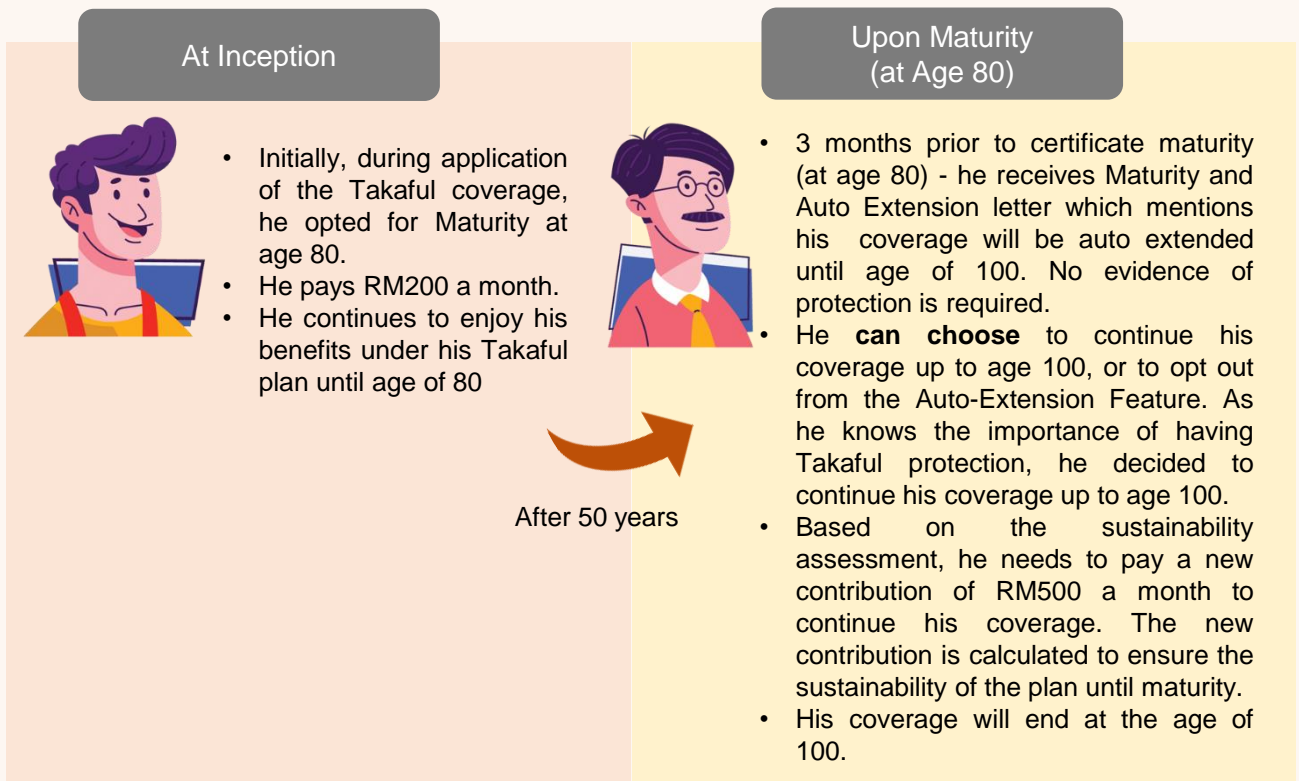 At Inception
• Initially, during application
of the Takaful coverage,
he opted for Maturity at
age 80.
• He pays RM200 a month.
• He continues to enjoy his
benefits under his Takaful
plan until age of 80
After 50 years
Upon Maturity
(at Age 80)
• 3 months prior to certificate maturity
(at age 80) - he receives Maturity and
Auto Extension letter which mentions
his coverage will be auto extended
until age of 100. No evidence of
protection is required.
• He can choose to continue his
coverage up to age 100, or to opt out
from the Auto-Extension Feature. As
he knows the importance of having
Takaful protection, he decided to
continue his coverage up to age 100.
• Based on the sustainability
assessment, he needs to pay a new
contribution of RM500 a month to
continue his coverage. The new
contribution is calculated to ensure the
sustainability of the plan until maturity.
• His coverage will end at the age of
100.